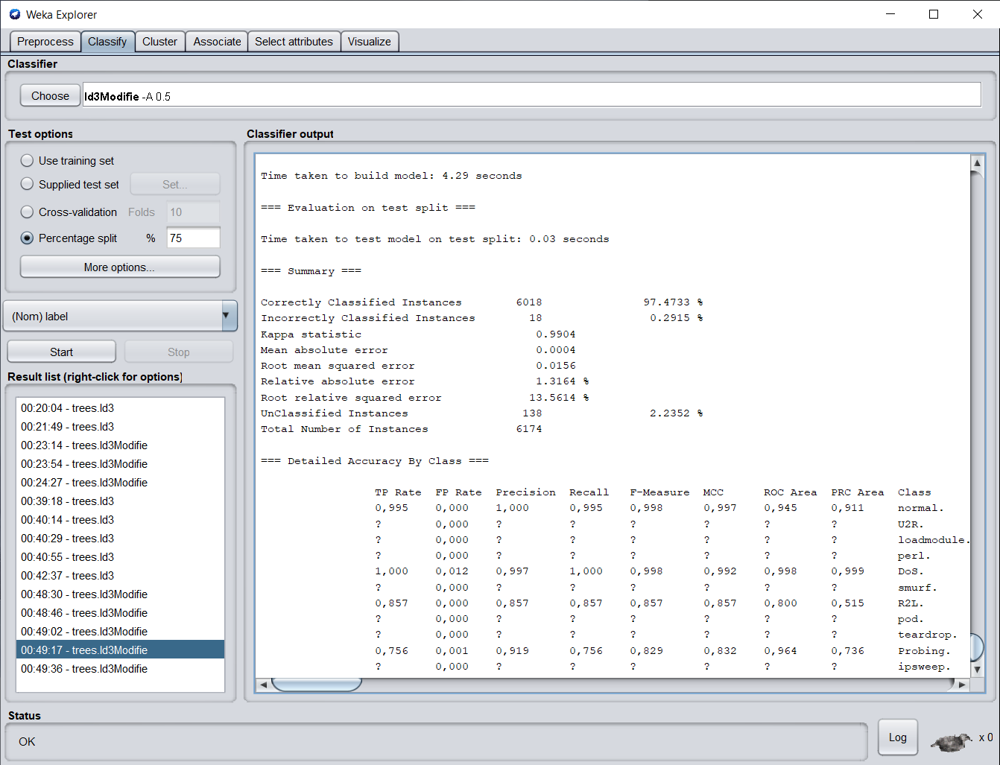 Weka Explorer
Preprocess Classify Cluster Associate Select attributes Visualize
Classifier
Choose Id3Modifie -A 0.5
Test options
Use training set
Supplied test set Set...
Cross-validation Folds 10
Percentage split % 75
More options...
(Nom) label
Start Stop
Result list (right-click for options)
00:20:04 - trees.Id3
00:21:49 - trees.Id3
00:23:14 - trees.Id3Modifie
00:23:54 - trees.Id3Modifie
00:24:27 - trees.Id3Modifie
00:39:18 - trees.Id3
00:40:14 - trees.Id3
00:40:29 - trees.Id3
00:40:55 - trees.Id3
00:42:37 - trees.Id3
00:48:30 - trees.Id3Modifie
00:48:46 - trees.Id3Modifie
00:49:02 - trees.Id3Modifie
00:49:17 - trees.Id3Modifie
00:49:36 - trees.Id3Modifie
Classifier output
Time taken to build model: 4.29 seconds
=== Evaluation on test split ===
Time taken to test model on test split: 0.03 seconds
=== Summary ===
Correctly Classified Instances 6018 97.4733 %
Incorrectly Classified Instances 18 0.2915 %
Kappa statistic 0.9904
Mean absolute error 0.0004
Root mean squared error 0.0156
Relative absolute error 1.3164 %
Root relative squared error 13.5614 %
UnClassified Instances 138 2.2352 %
Total Number of Instances 6174
=== Detailed Accuracy By Class ===
TP Rate FP Rate Precision Recall F-Measure MCC ROC Area PRC Area Class
0,995 0,000 1,000 0,995 0,998 0,997 0,945 0,911 normal.
? 0,000 ? ? ? ? ? ? U2R.
? 0,000 ? ? ? ? ? ? loadmodule.
? 0,000 ? ? ? ? ? ? perl.
1,000 0,012 0,997 1,000 0,998 0,992 0,998 0,999 DoS.
? 0,000 ? ? ? ? ? ? smurf.
0,857 0,000 0,857 0,857 0,857 0,857 0,800 0,515 R2L.
? 0,000 ? ? ? ? ? ? pod.
? 0,000 ? ? ? ? ? ? teardrop.
0,756 0,001 0,919 0,756 0,829 0,832 0,964 0,736 Probing.
? 0,000 ? ? ? ? ? ? ipsweep.
Status
OK
Log
x 0